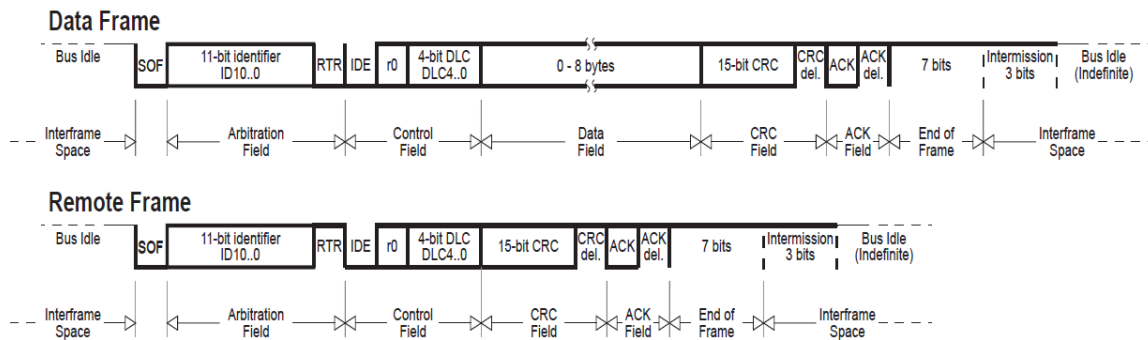 Data Frame
Bus Idle
SOF
11-bit identifier
ID10..0
RTR
IDE
r0
4-bit DLC
DLC4..0
0 - 8 bytes
15-bit CRC
CRC
del.
ACK
ACK
del.
7 bits
Intermission
3 bits
Bus Idle
(Indefinite)
Interframe
Space
Arbitration
Field
Control
Field
Data
Field
CRC
Field
ACK
Field
End of
Frame
Interframe
Space
Remote Frame
Bus Idle
SOF
11-bit identifier
ID10..0
RTR
IDE
r0
4-bit DLC
DLC4..0
15-bit CRC
CRC
del.
ACK
ACK
del.
7 bits
Intermission
3 bits
Bus Idle
(Indefinite)
Interframe
Space
Arbitration
Field
Control
Field
CRC
Field
ACK
Field
End of
Frame
Interframe
Space